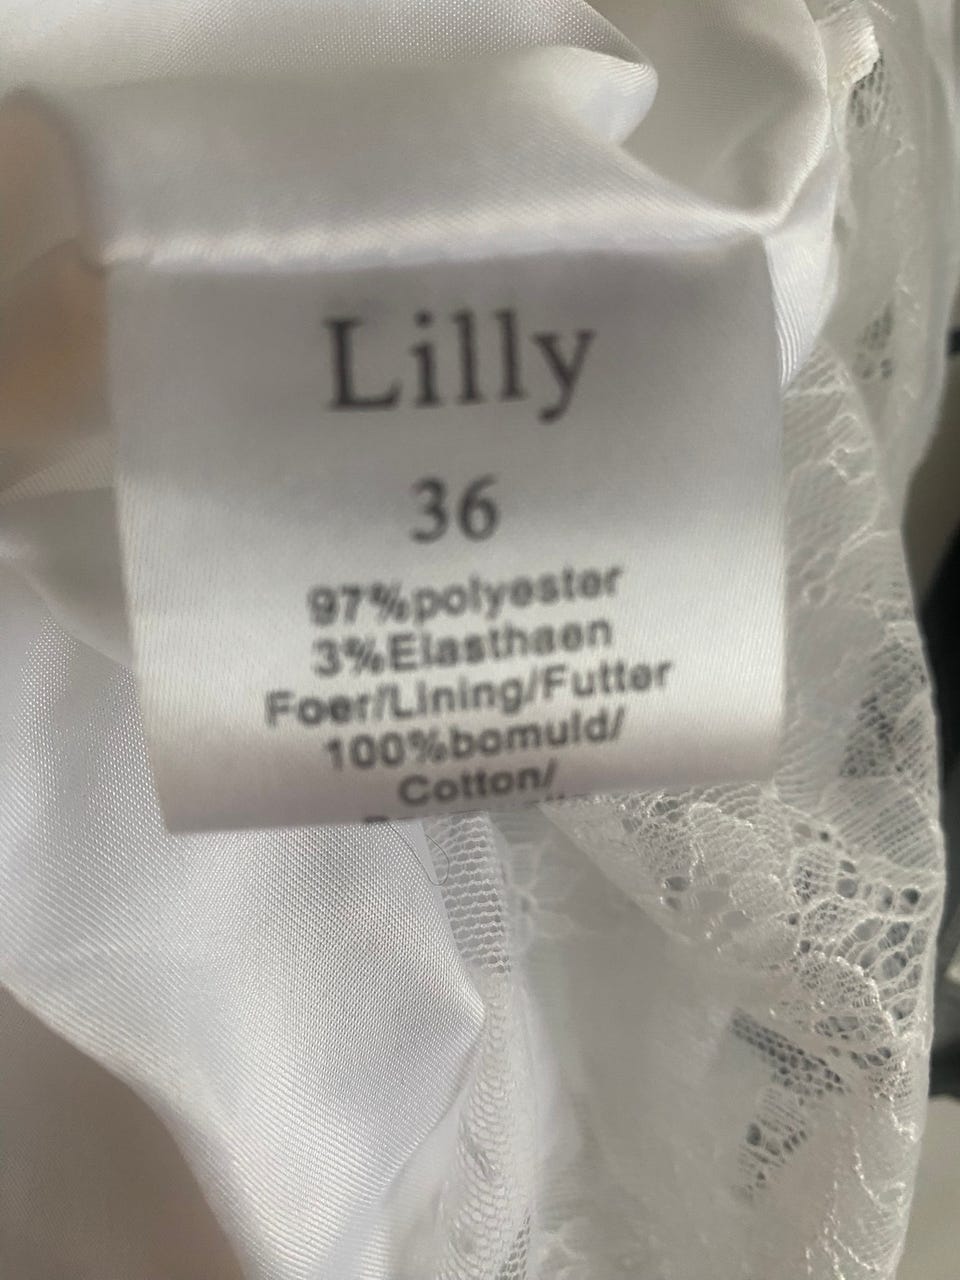 Lilly
36
97%polyester
3%Elasthaen
Foer/Lining/Futter
100%bomuld/
Cotton/